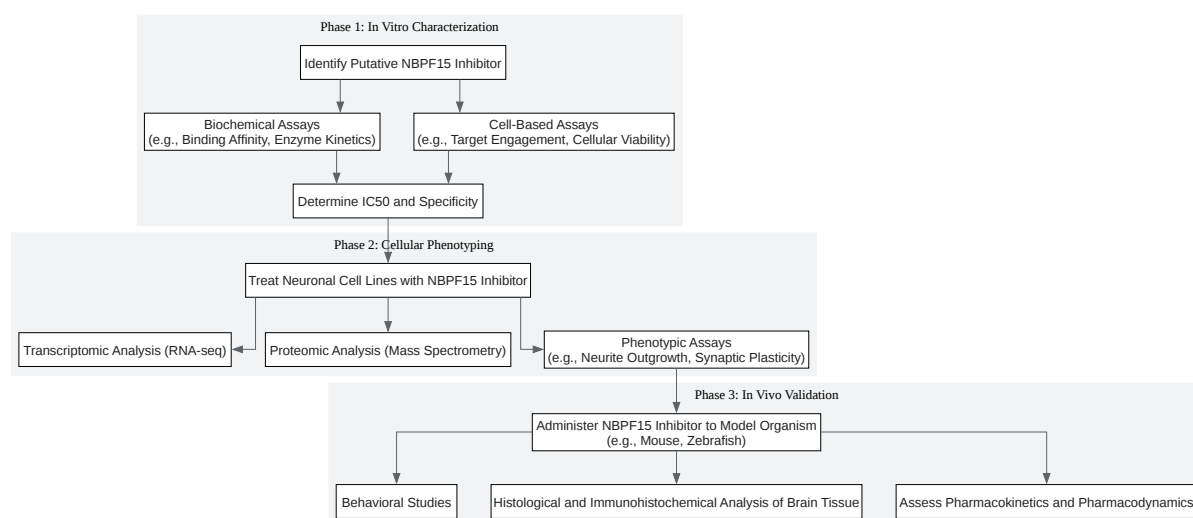 Phase 1: In Vitro Characterization
Identify Putative NBPF15 Inhibitor
Biochemical Assays
(e.g., Binding Affinity, Enzyme Kinetics)
Cell-Based Assays
(e.g., Target Engagement, Cellular Viability)
Determine IC50 and Specificity
Phase 2: Cellular Phenotyping
Treat Neuronal Cell Lines with NBPF15 Inhibitor
Transcriptomic Analysis (RNA-seq)
Proteomic Analysis (Mass Spectrometry)
Phenotypic Assays
(e.g., Neurite Outgrowth, Synaptic Plasticity)
Phase 3: In Vivo Validation
Administer NBPF15 Inhibitor to Model Organism
(e.g., Mouse, Zebrafish)
Behavioral Studies
Histological and Immunohistochemical Analysis of Brain Tissue
Assess Pharmacokinetics and Pharmacodynamics